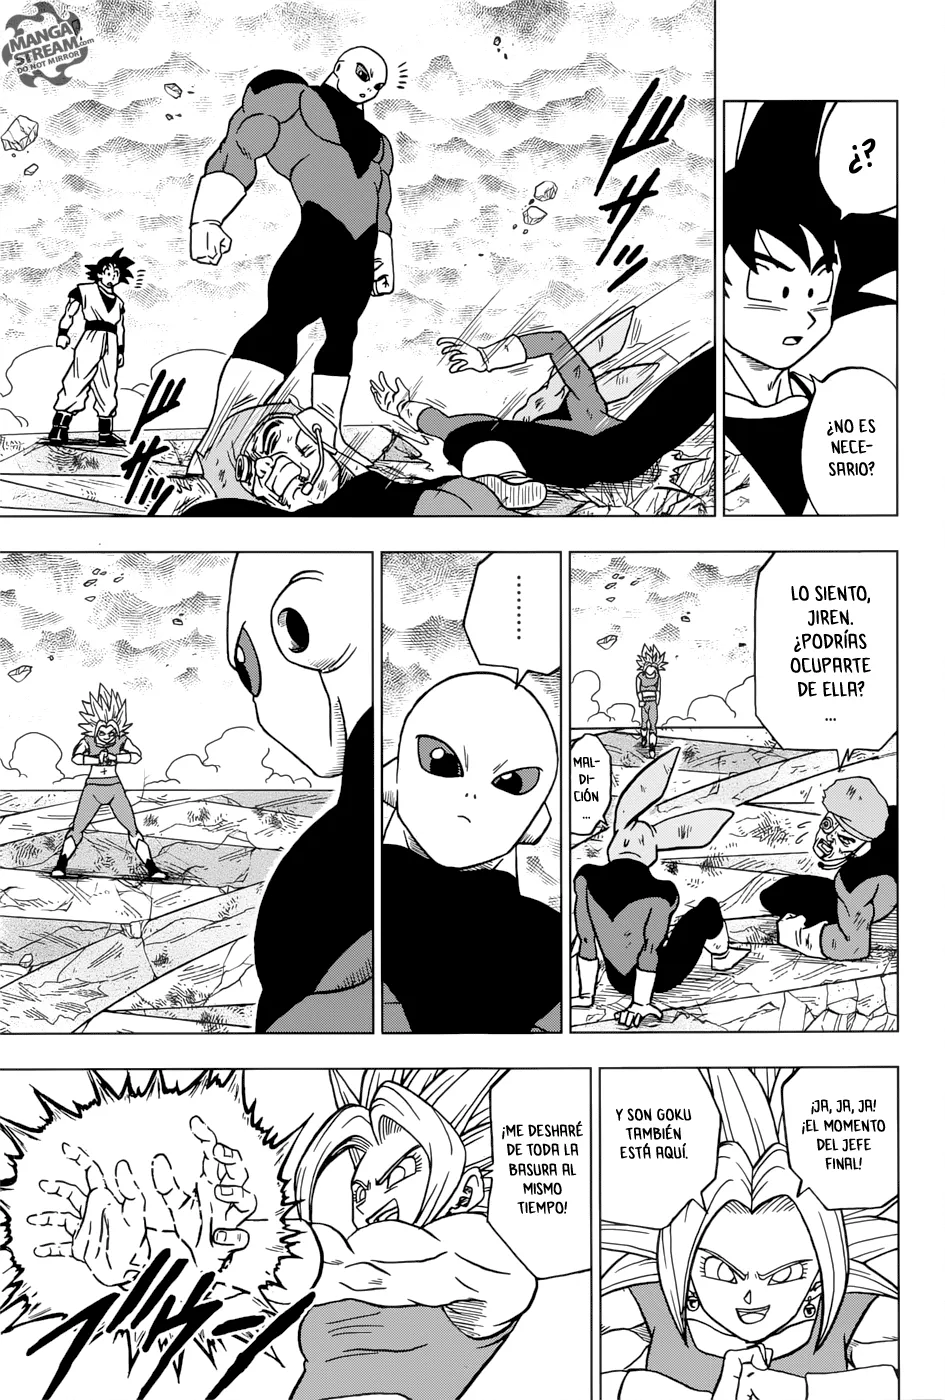 MANGA
STREAM.com
DO NOT MIRROR
¿?
¿NO ES
NECE-
SARIO?
LO SIENTO,
JIREN.
¿PODRÍAS
OCUPARTE
DE ELLA?
...
MAL-
DI-
CIÓN
...
.........
¡JA, JA, JA!
¡EL MOMENTO
DEL JEFE
FINAL!
Y SON GOKU
TAMBIÉN
ESTÁ AQUÍ.
¡ME DESHARÉ
DE TODA LA
BASURA AL
MISMO
TIEMPO!